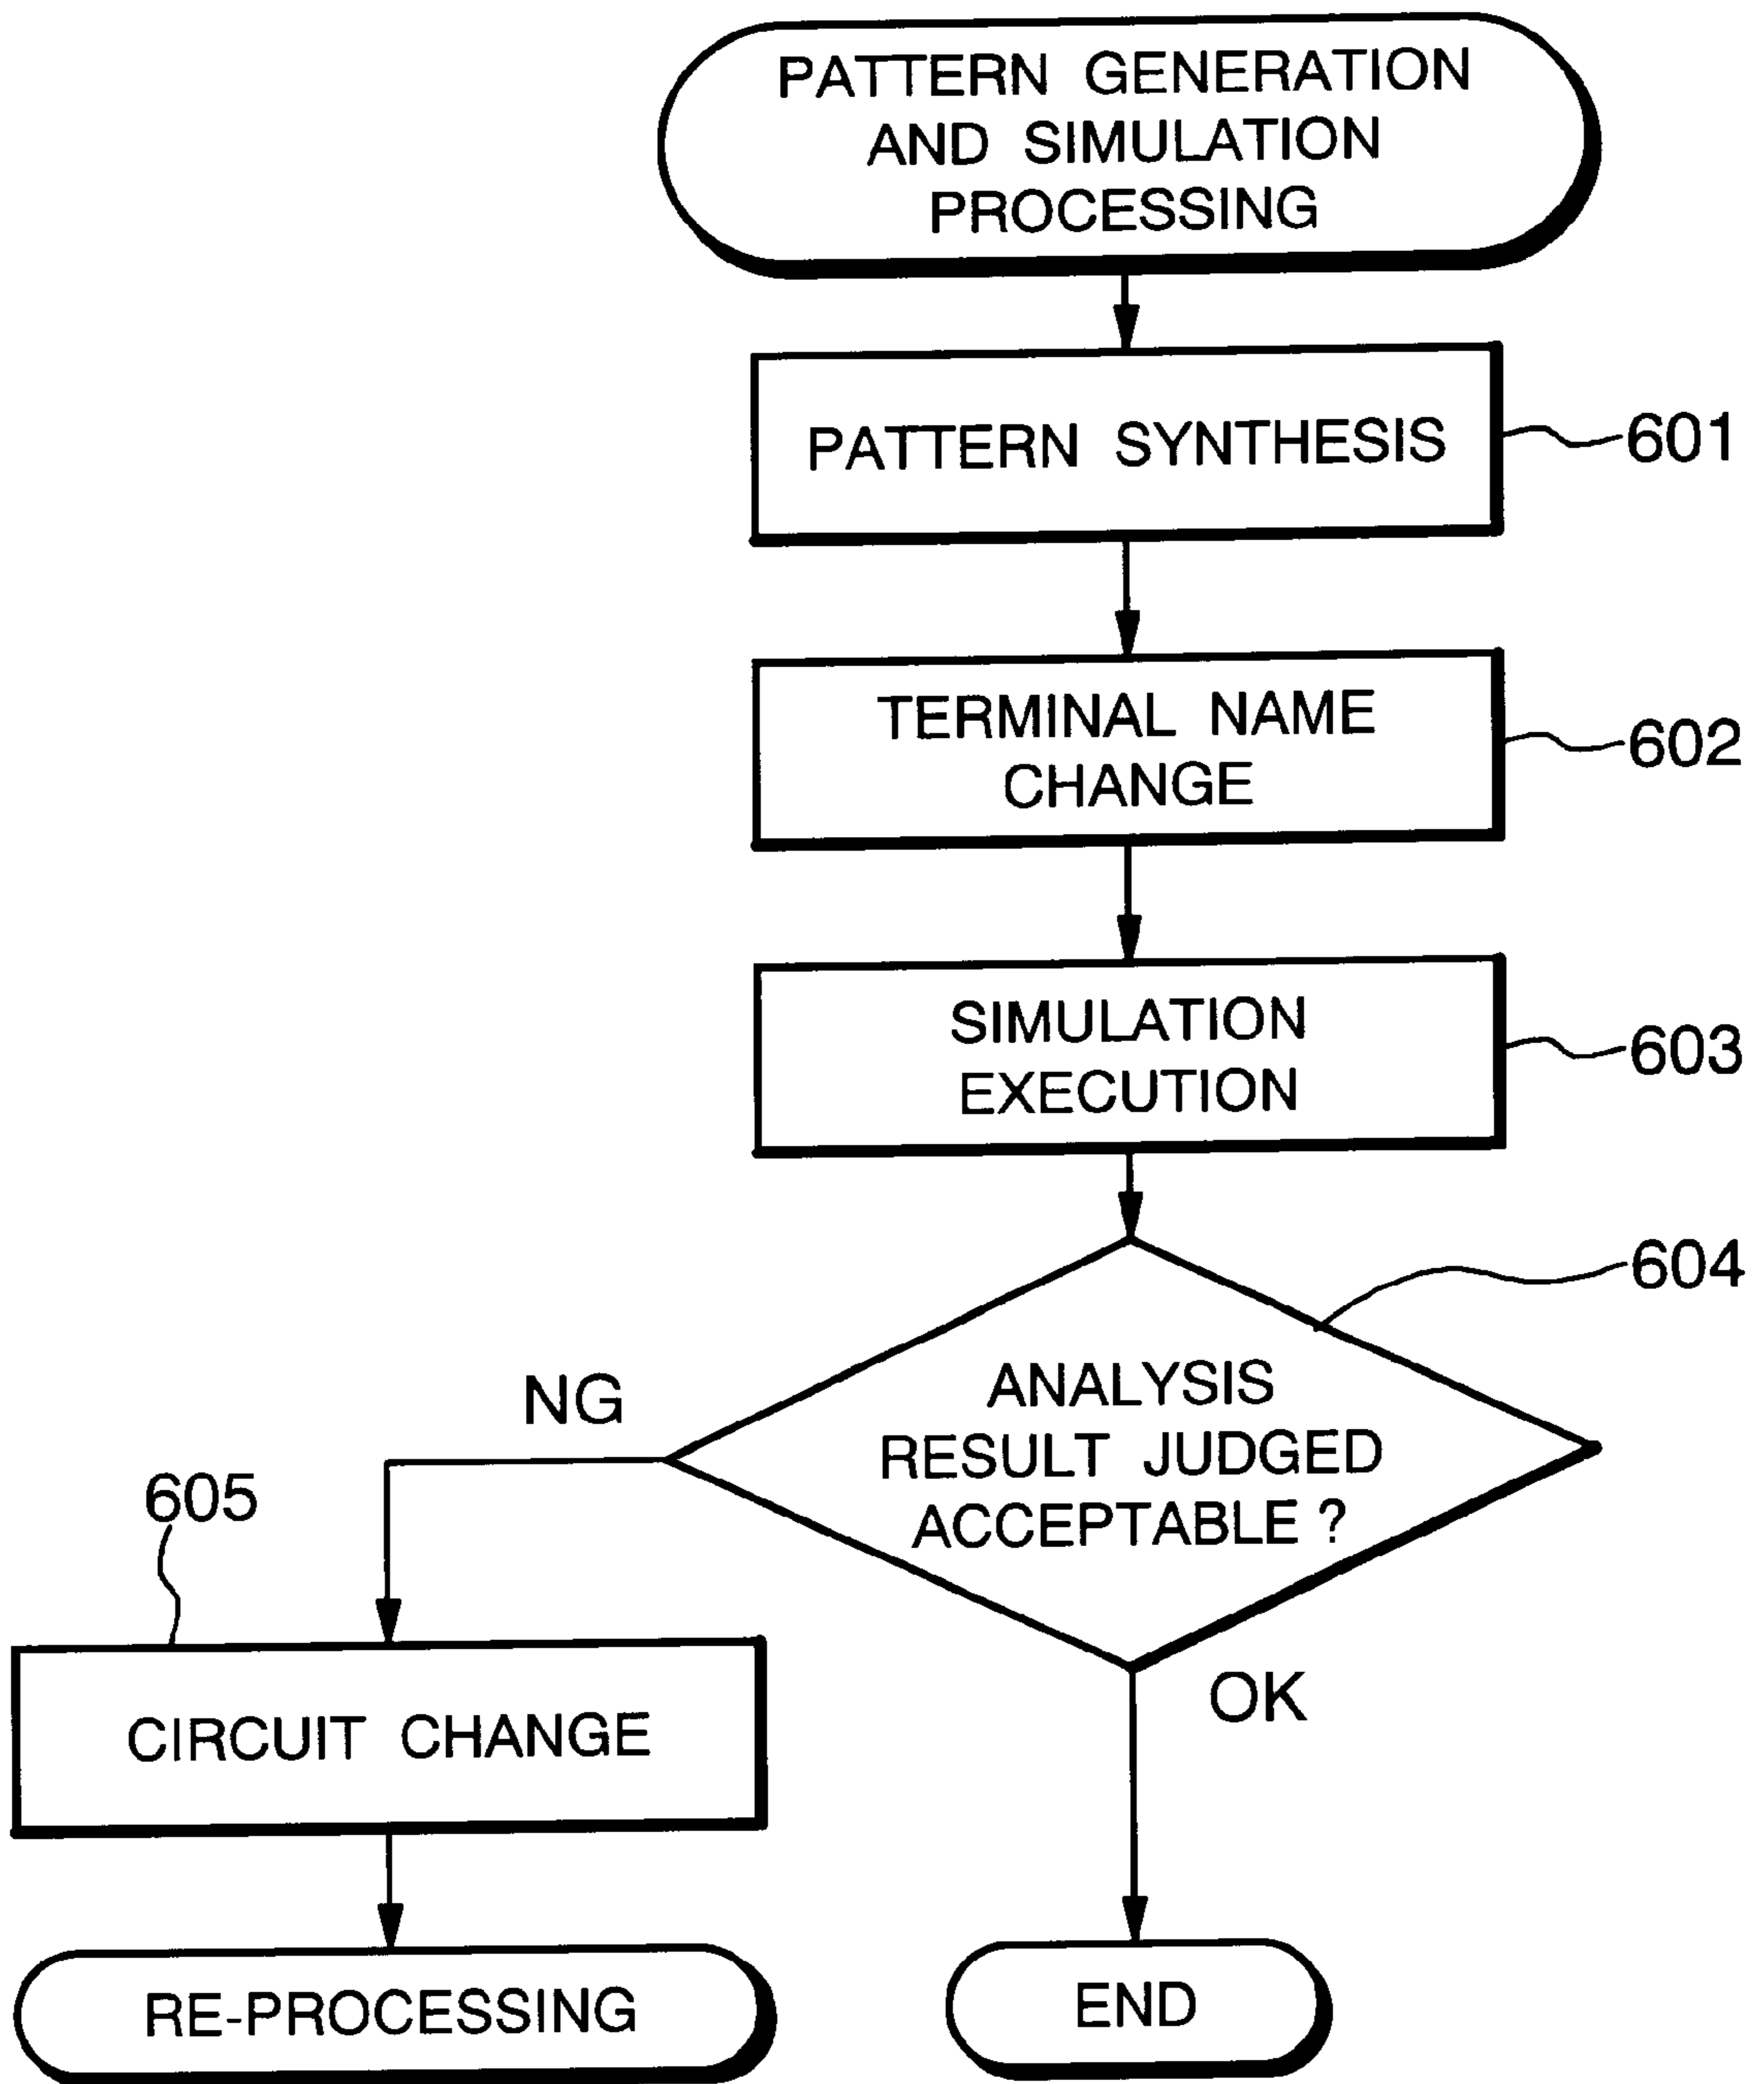 PATTERN GENERATION
AND SIMULATION
PROCESSING
PATTERN SYNTHESIS
601
TERMINAL NAME
CHANGE
602
SIMULATION
EXECUTION
603
604
ANALYSIS
RESULT JUDGED
ACCEPTABLE ?
NG
605
OK
CIRCUIT CHANGE
RE-PROCESSING
END